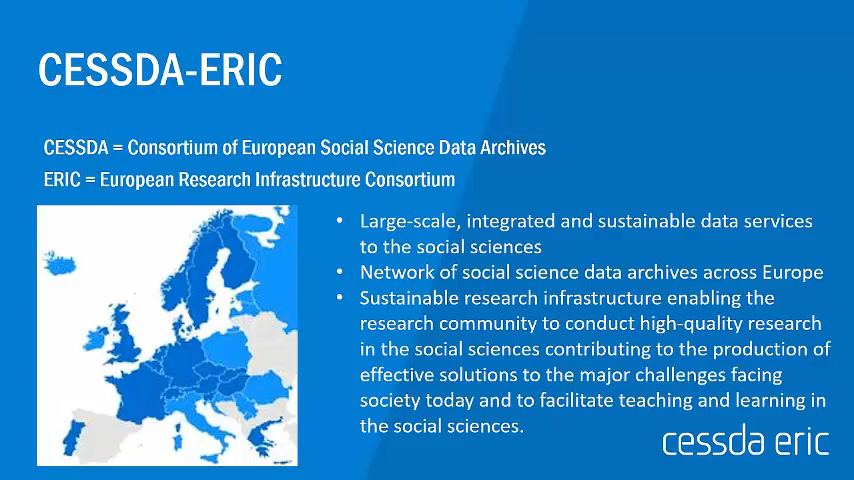 CESSDA-ERIC
CESSDA = Consortium of European Social Science Data Archives
ERIC = European Research Infrastructure Consortium
• Large-scale, integrated and sustainable data services
to the social sciences
• Network of social science data archives across Europe
• Sustainable research infrastructure enabling the
research community to conduct high-quality research
in the social sciences contributing to the production of
effective solutions to the major challenges facing
society today and to facilitate teaching and learning in
the social sciences.
cessda eric